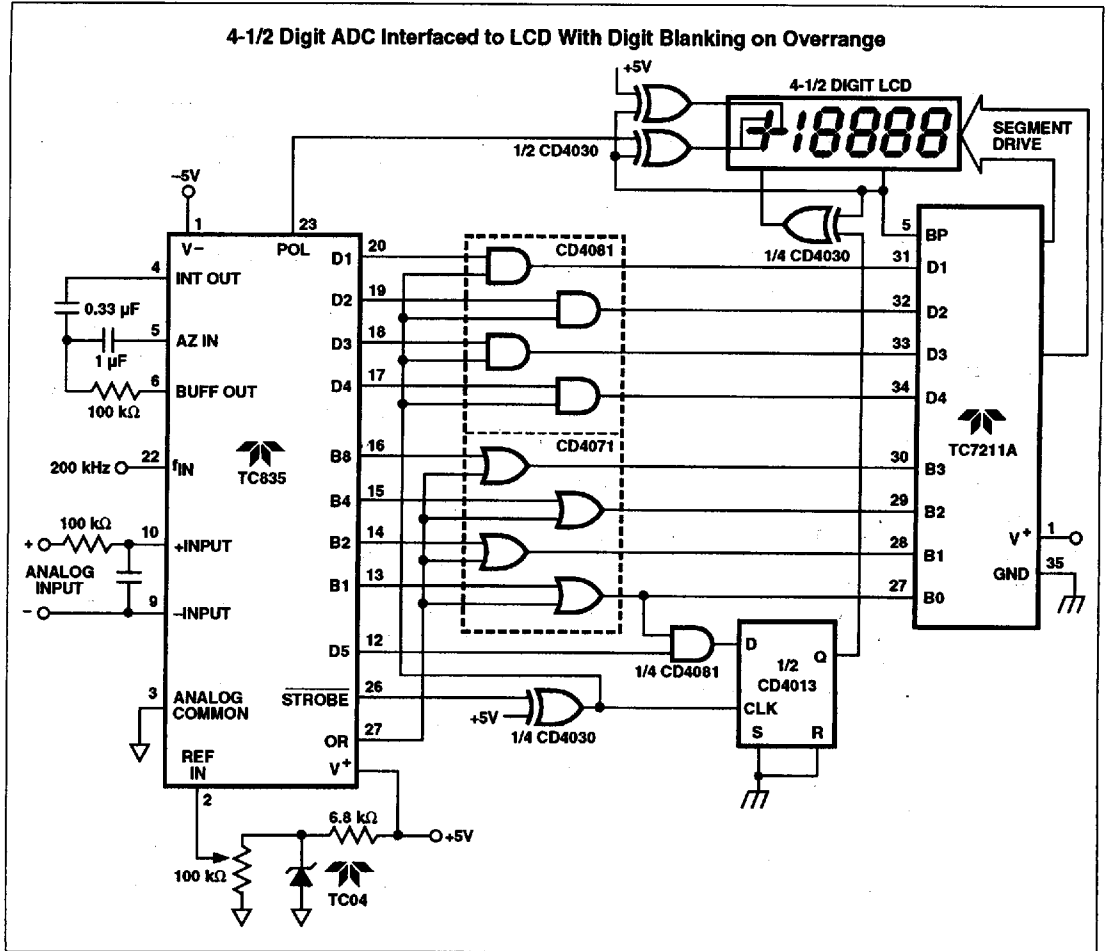 4-1/2 Digit ADC Interfaced to LCD With Digit Blanking on Overrange
+5V
4-1/2 DIGIT LCD
+18888
SEGMENT
DRIVE
1/2 CD4030
–5V
1
23
V–
POL
5
BP
1/4 CD4030
4
INT OUT
20
D1
CD4081
31
D1
0.33 µF
19
D2
32
D2
5
AZ IN
1 µF
18
D3
33
D3
6
BUFF OUT
100 kΩ
17
D4
34
D4
CD4071
TC7211A
200 kHz
22
fIN
TC835
16
B8
30
B3
15
B4
29
B2
100 kΩ
10
+INPUT
14
B2
28
B1
V+
1
+
ANALOG
INPUT
–
13
B1
27
B0
GND
35
9
–INPUT
12
D5
1/4 CD4081
D
1/2
CD4013
Q
CLK
S
R
3
ANALOG
COMMON
26
STROBE
+5V
1/4 CD4030
27
OR
V+
REF
IN
2
6.8 kΩ
+5V
100 kΩ
TC04